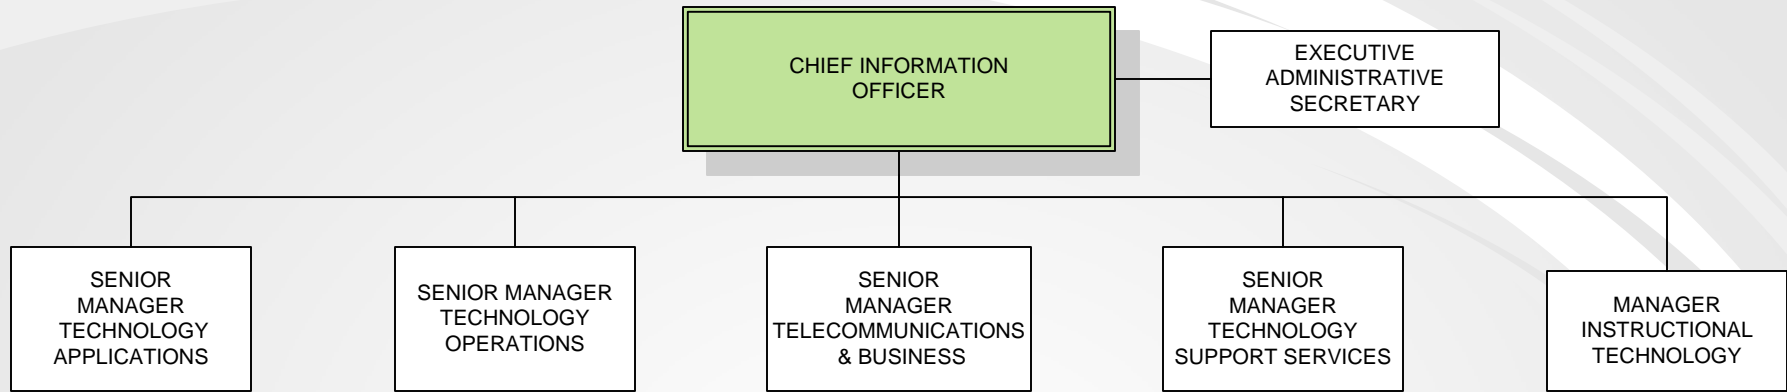 CHIEF INFORMATION
OFFICER
EXECUTIVE
ADMINISTRATIVE
SECRETARY
SENIOR
MANAGER
TECHNOLOGY
APPLICATIONS
SENIOR MANAGER
TECHNOLOGY
OPERATIONS
SENIOR
MANAGER
TELECOMMUNICATIONS
& BUSINESS
SENIOR
MANAGER
TECHNOLOGY
SUPPORT SERVICES
MANAGER
INSTRUCTIONAL
TECHNOLOGY